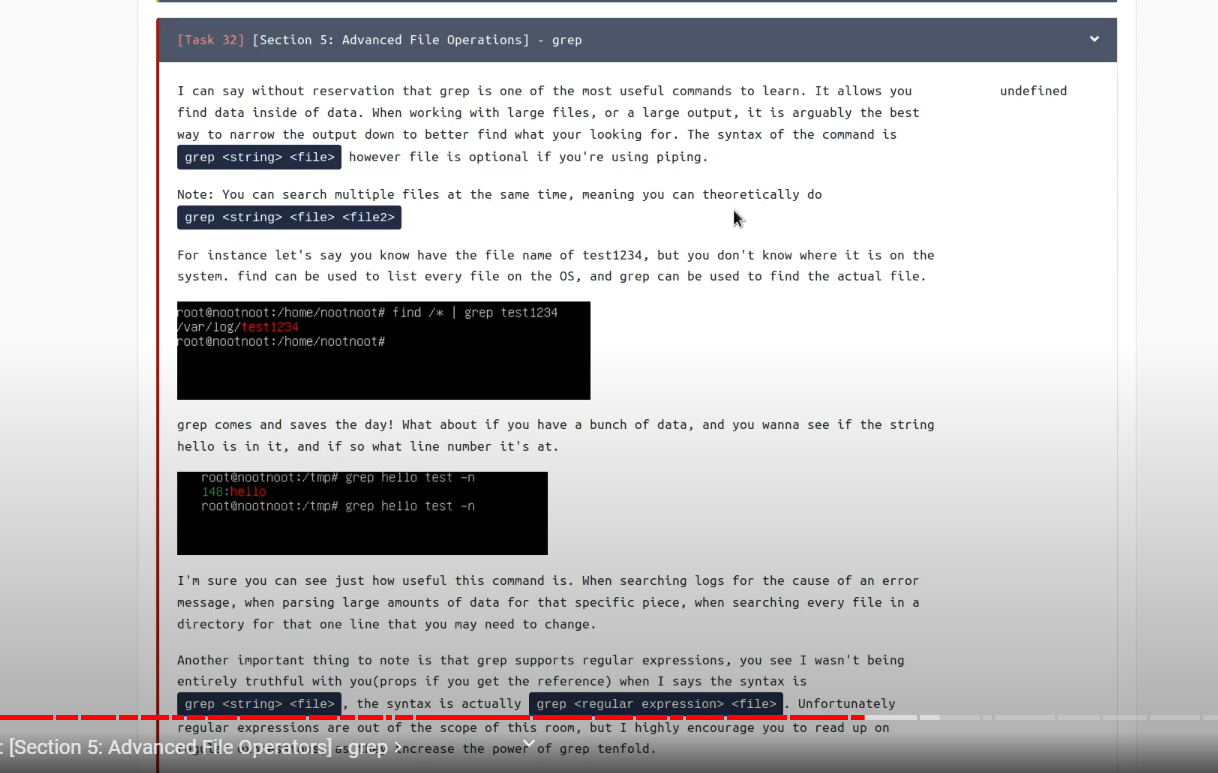 [Task 32] [Section 5: Advanced File Operations] - grep
I can say without reservation that grep is one of the most useful commands to learn. It allows you
undefined
find data inside of data. When working with large files, or a large output, it is arguably the best
way to narrow the output down to better find what your looking for. The syntax of the command is
grep <string> <file> however file is optional if you're using piping.
Note: You can search multiple files at the same time, meaning you can theoretically do
grep <string> <file> <file2>
For instance let's say you know have the file name of test1234, but you don't know where it is on the
system. find can be used to list every file on the OS, and grep can be used to find the actual file.
root@nootnoot:/home/nootnoot# find /* | grep test1234
/var/log/test1234
root@nootnoot:/home/nootnoot#
grep comes and saves the day! What about if you have a bunch of data, and you wanna see if the string
hello is in it, and if so what line number it's at.
root@nootnoot:/tmp# grep hello test -n
148:hello
root@nootnoot:/tmp# grep hello test -n
I'm sure you can see just how useful this command is. When searching logs for the cause of an error
message, when parsing large amounts of data for that specific piece, when searching every file in a
directory for that one line that you may need to change.
Another important thing to note is that grep supports regular expressions, you see I wasn't being
entirely truthful with you(props if you get the reference) when I says the syntax is
grep <string> <file> , the syntax is actually grep <regular expression> <file> . Unfortunately
regular expressions are out of the scope of this room, but I highly encourage you to read up on
increase the power of grep tenfold.
: [Section 5: Advanced File Operators] - grep ›